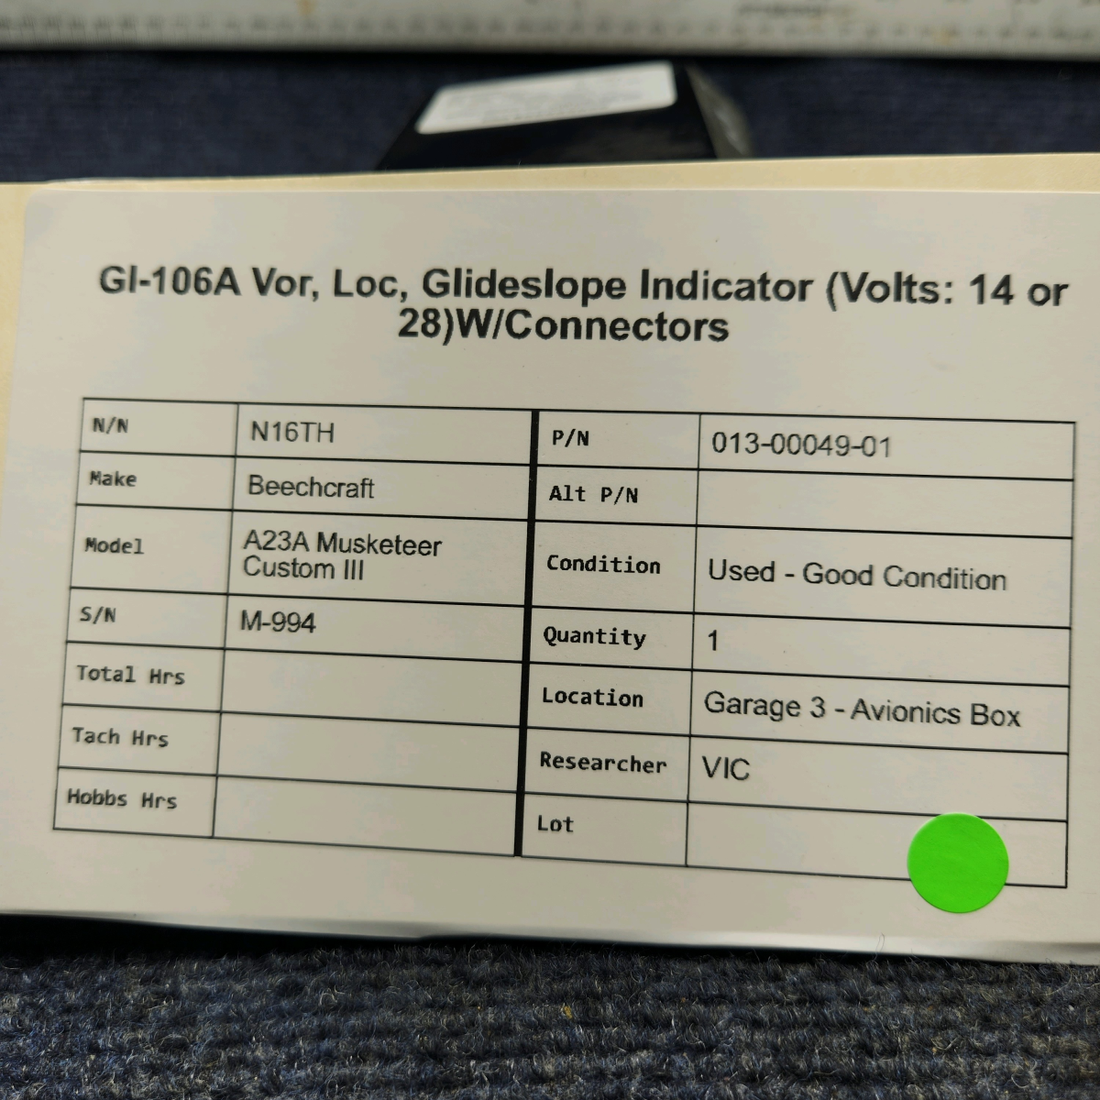 GI-106A Vor, Loc, Glideslope Indicator (Volts: 14 or
28)W/Connectors
N/N N16TH P/N 013-00049-01
Make Beechcraft Alt P/N
Model A23A Musketeer
Custom III Condition Used - Good Condition
S/N M-994 Quantity 1
Total Hrs Location Garage 3 - Avionics Box
Tach Hrs Researcher VIC
Hobbs Hrs Lot